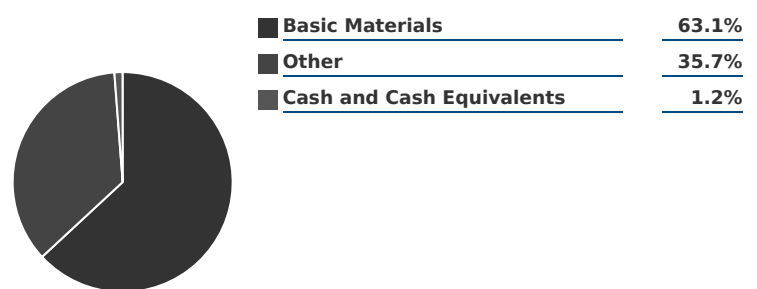 Basic Materials 63.1%
Other 35.7%
Cash and Cash Equivalents 1.2%